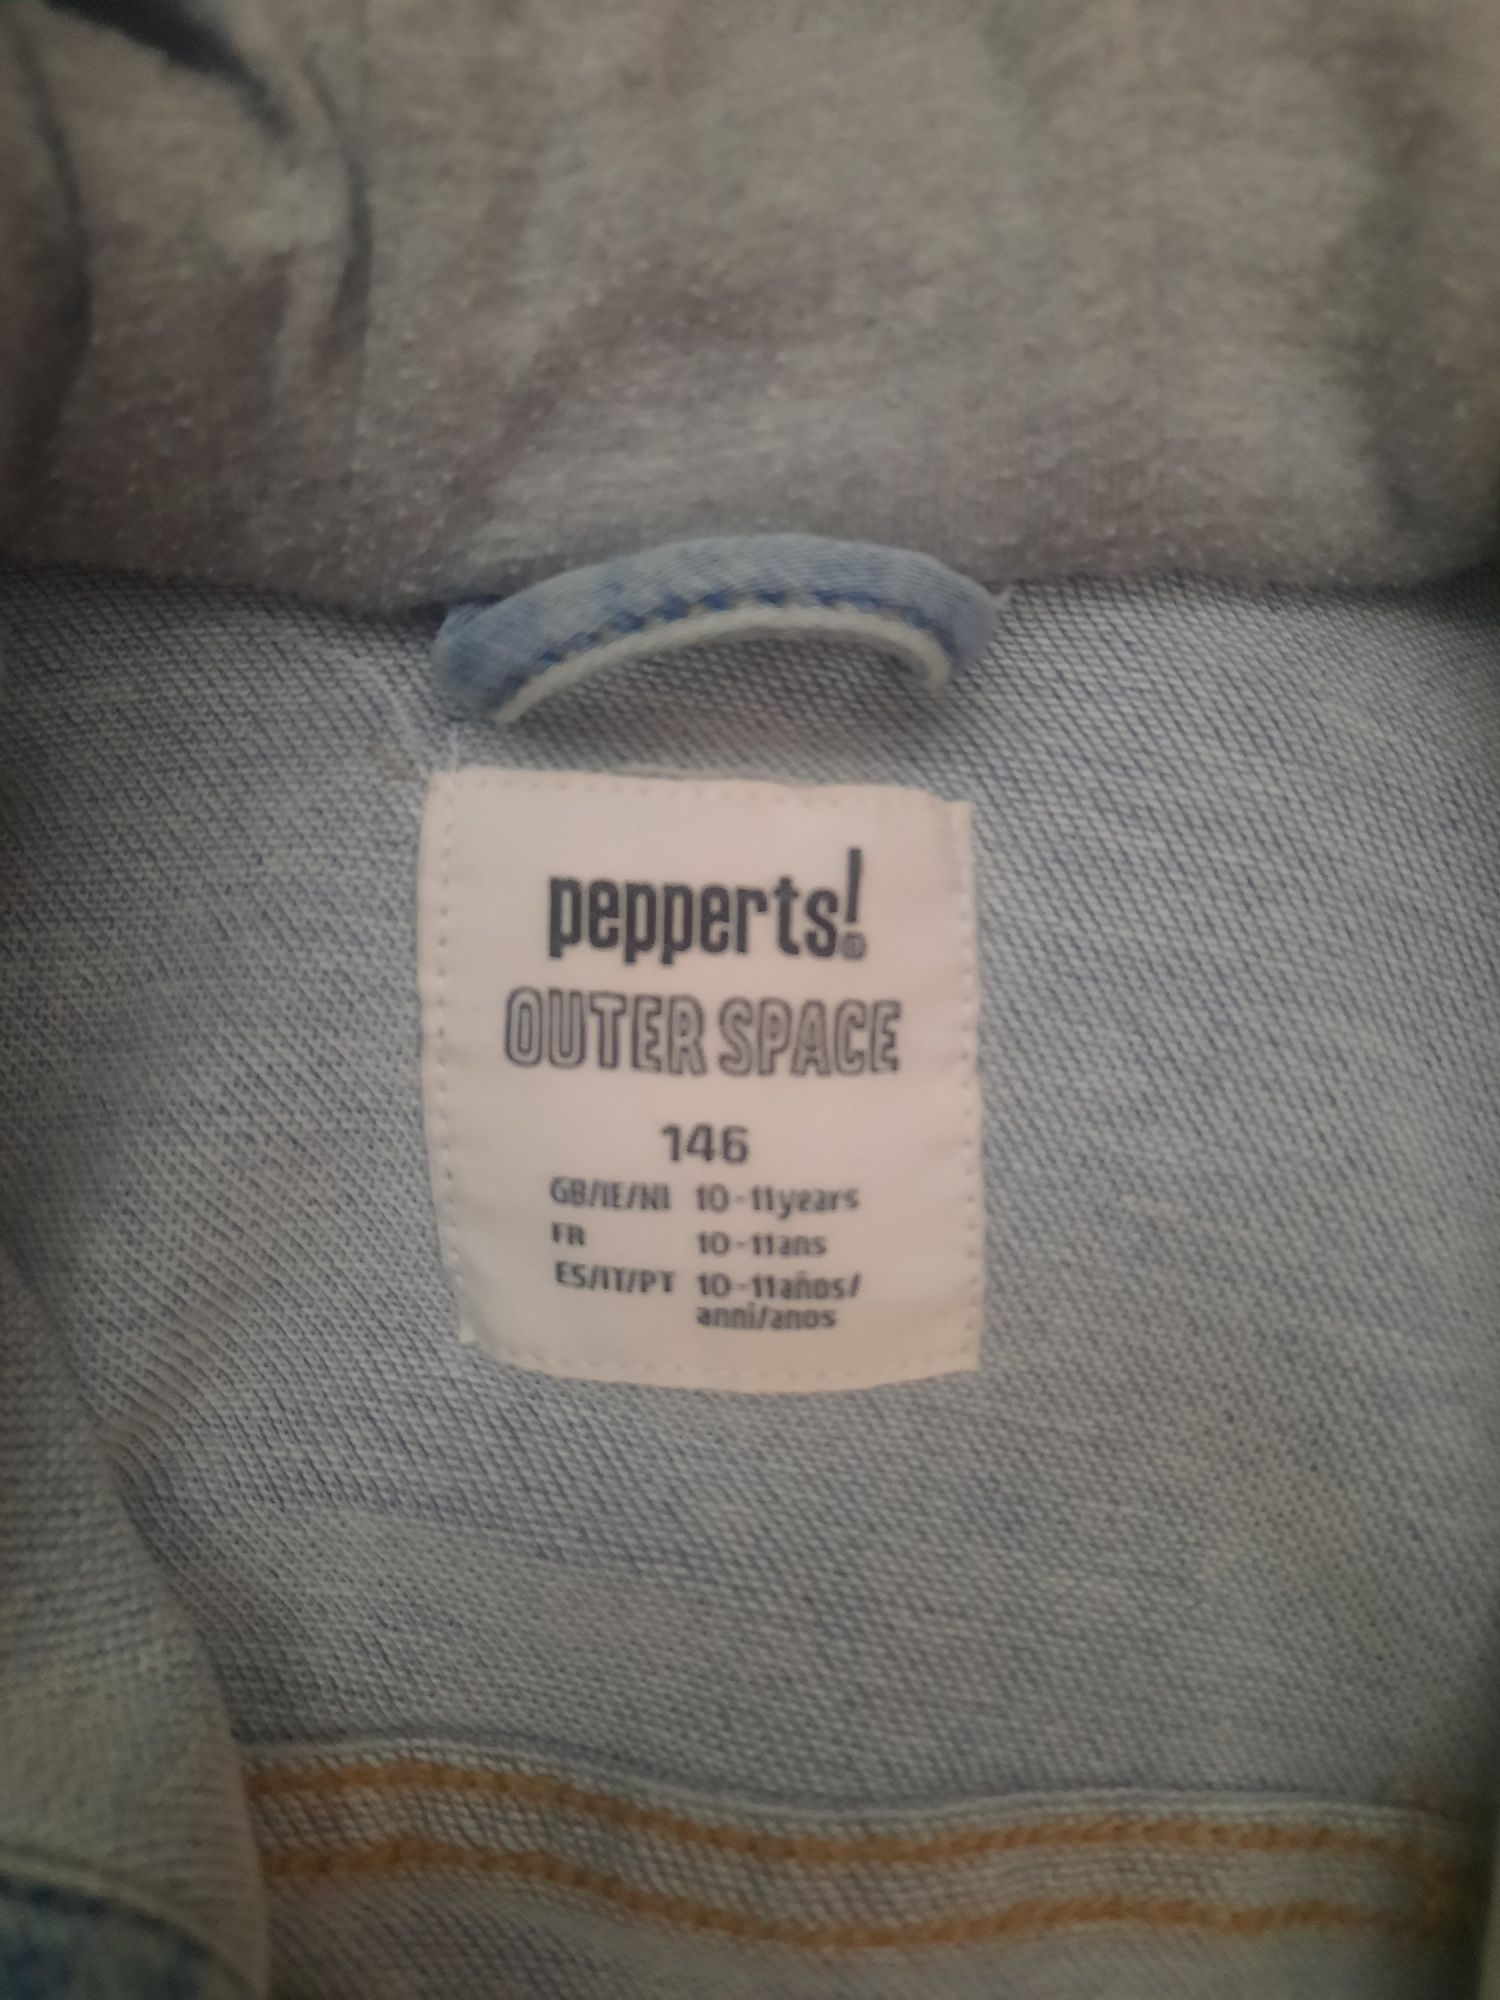 pepperts!®
OUTER SPACE
146
GB/IE/NI 10-11years
FR 10-11ans
ES/IT/PT 10-11años/
anni/anos